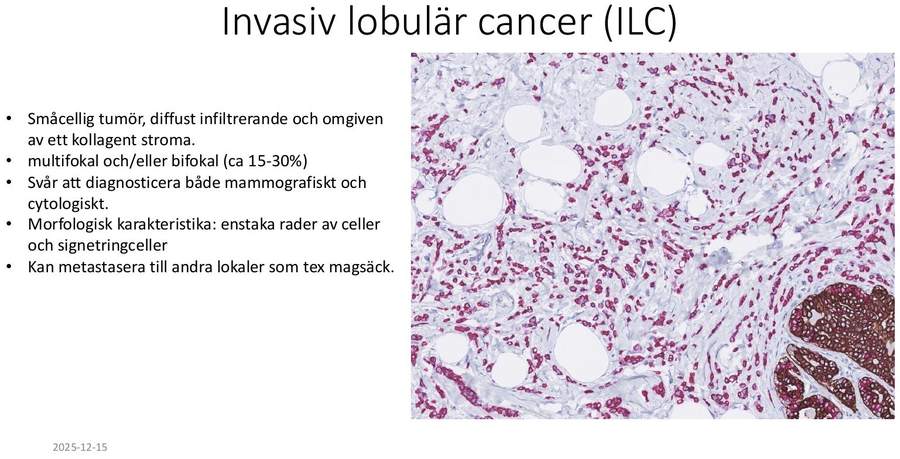 Invasiv lobulär cancer (ILC)
• Småcellig tumör, diffust infiltrerande och omgiven
av ett kollagent stroma.
• multifokal och/eller bifokal (ca 15-30%)
• Svår att diagnosticera både mammografiskt och
cytologiskt.
• Morfologisk karakteristika: enstaka rader av celler
och signetringceller
• Kan metastasera till andra lokaler som tex magsäck.
2025-12-15